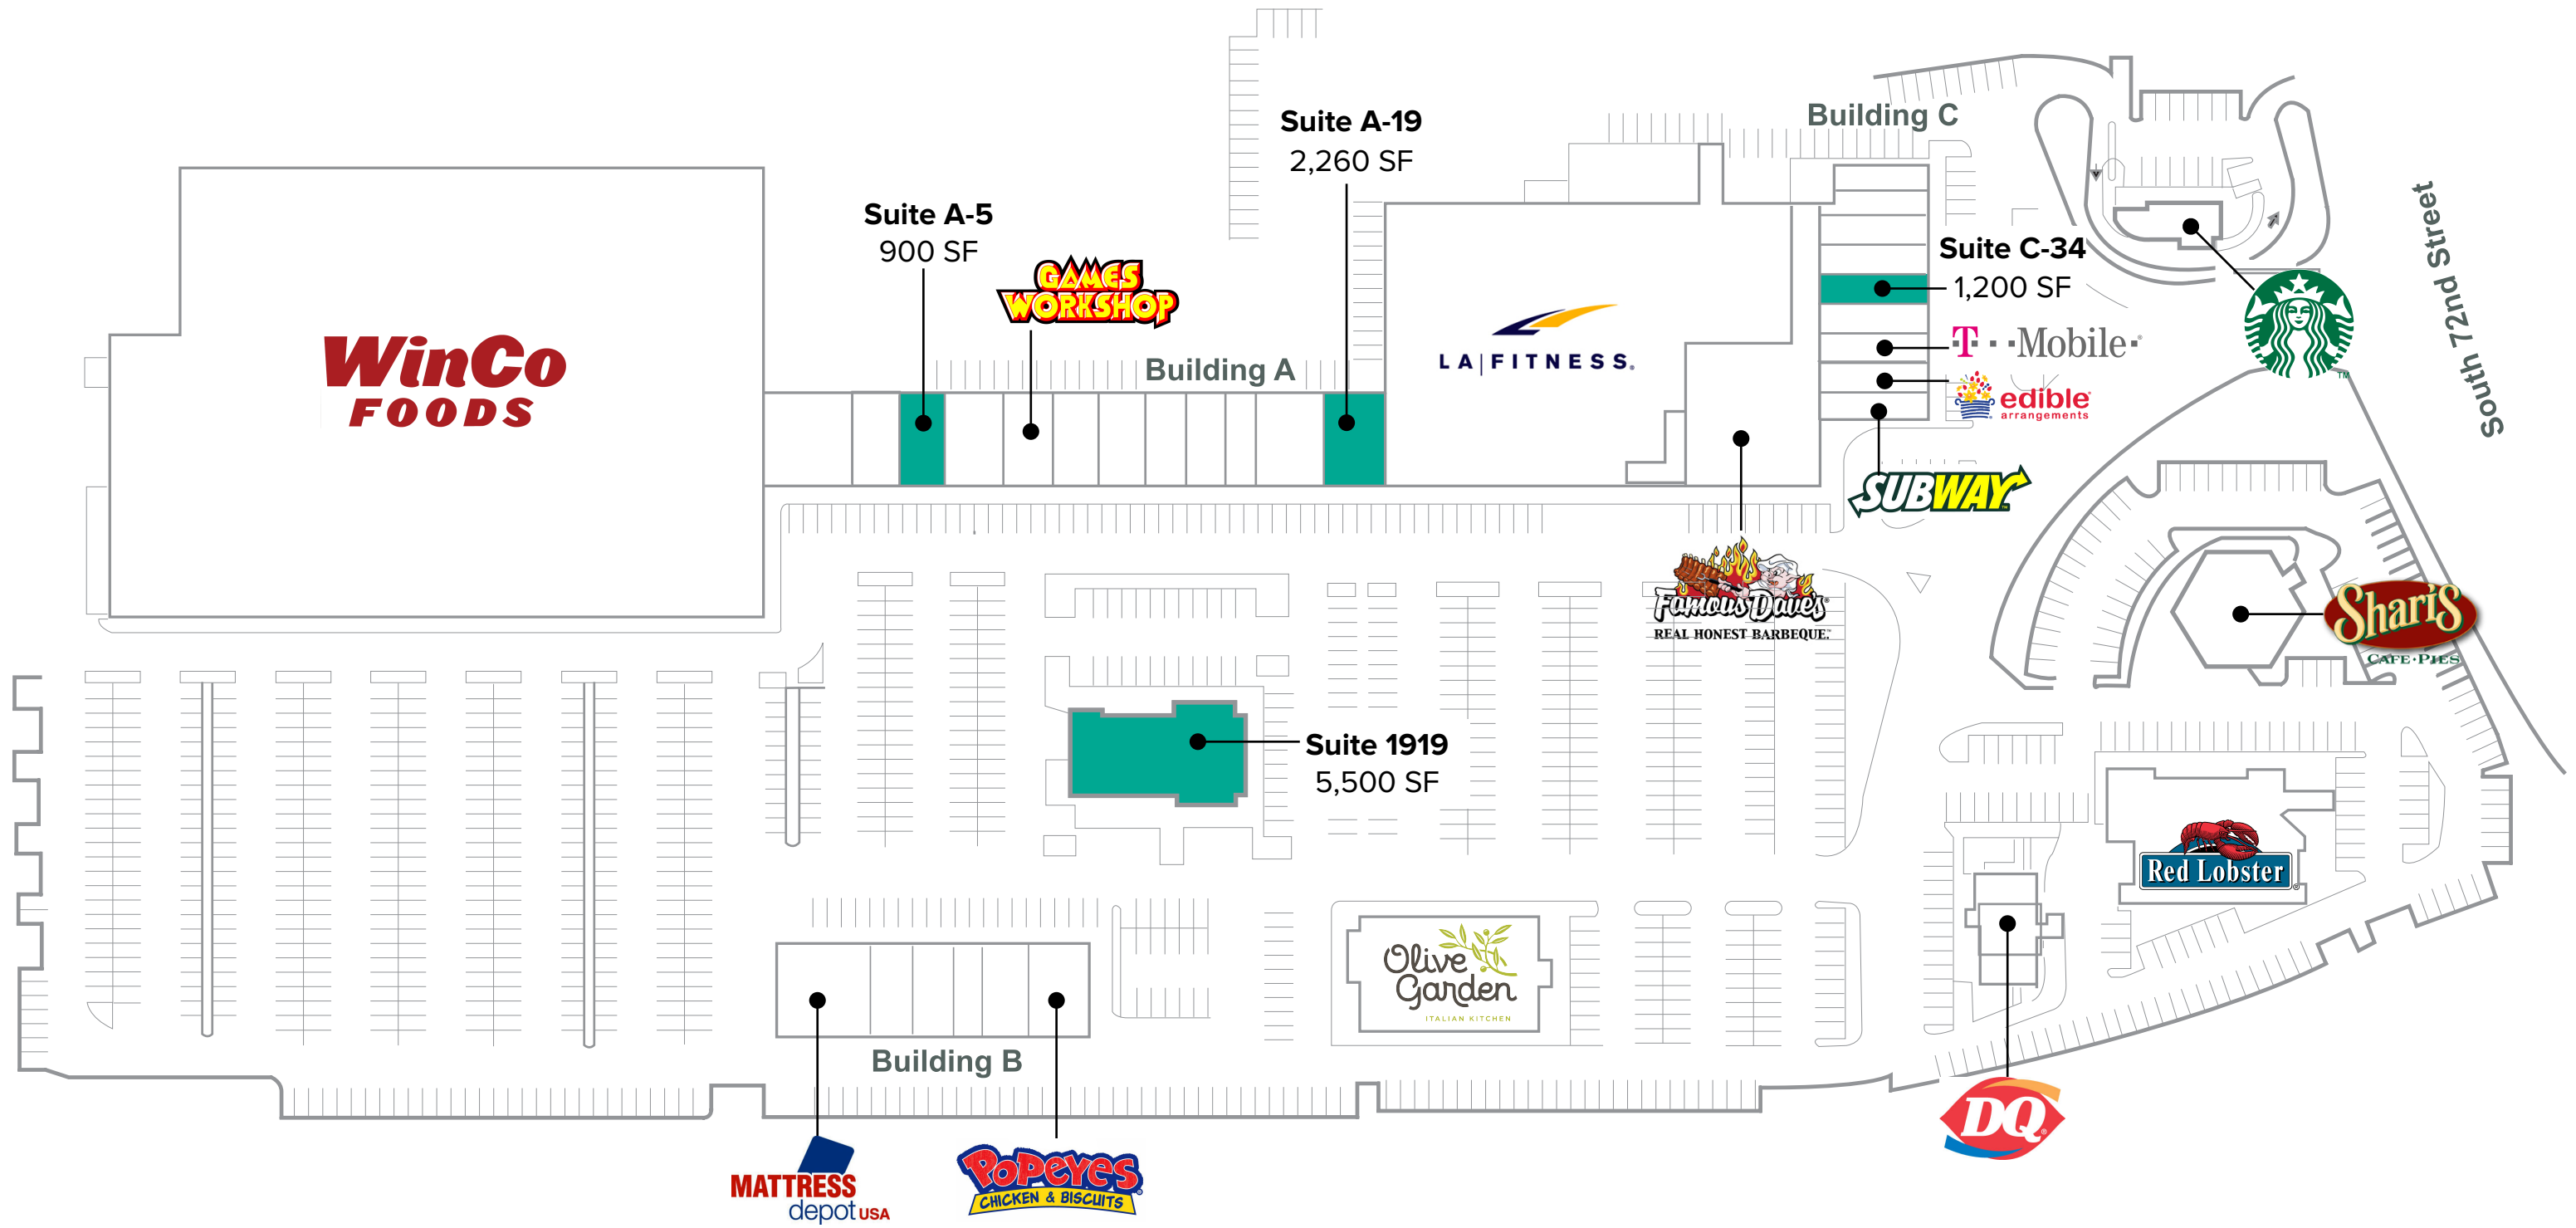 Building C
Suite A-19
2,260 SF
Suite A-5
900 SF
GAMES
WORKSHOP
Building A
South 72nd Street
Suite C-34
1,200 SF
T··Mobile·®
WinCo
FOODS
LA|FITNESS®
TM
edible®
arrangements
SUBWAY
Famous Dave's®
REAL HONEST BARBEQUE™
Shari's
CAFE·PIES
Suite 1919
5,500 SF
Red Lobster®
Olive
Garden
ITALIAN KITCHEN
Building B
DQ®
MATTRESS
depot USA
POPEYES®
CHICKEN & BISCUITS